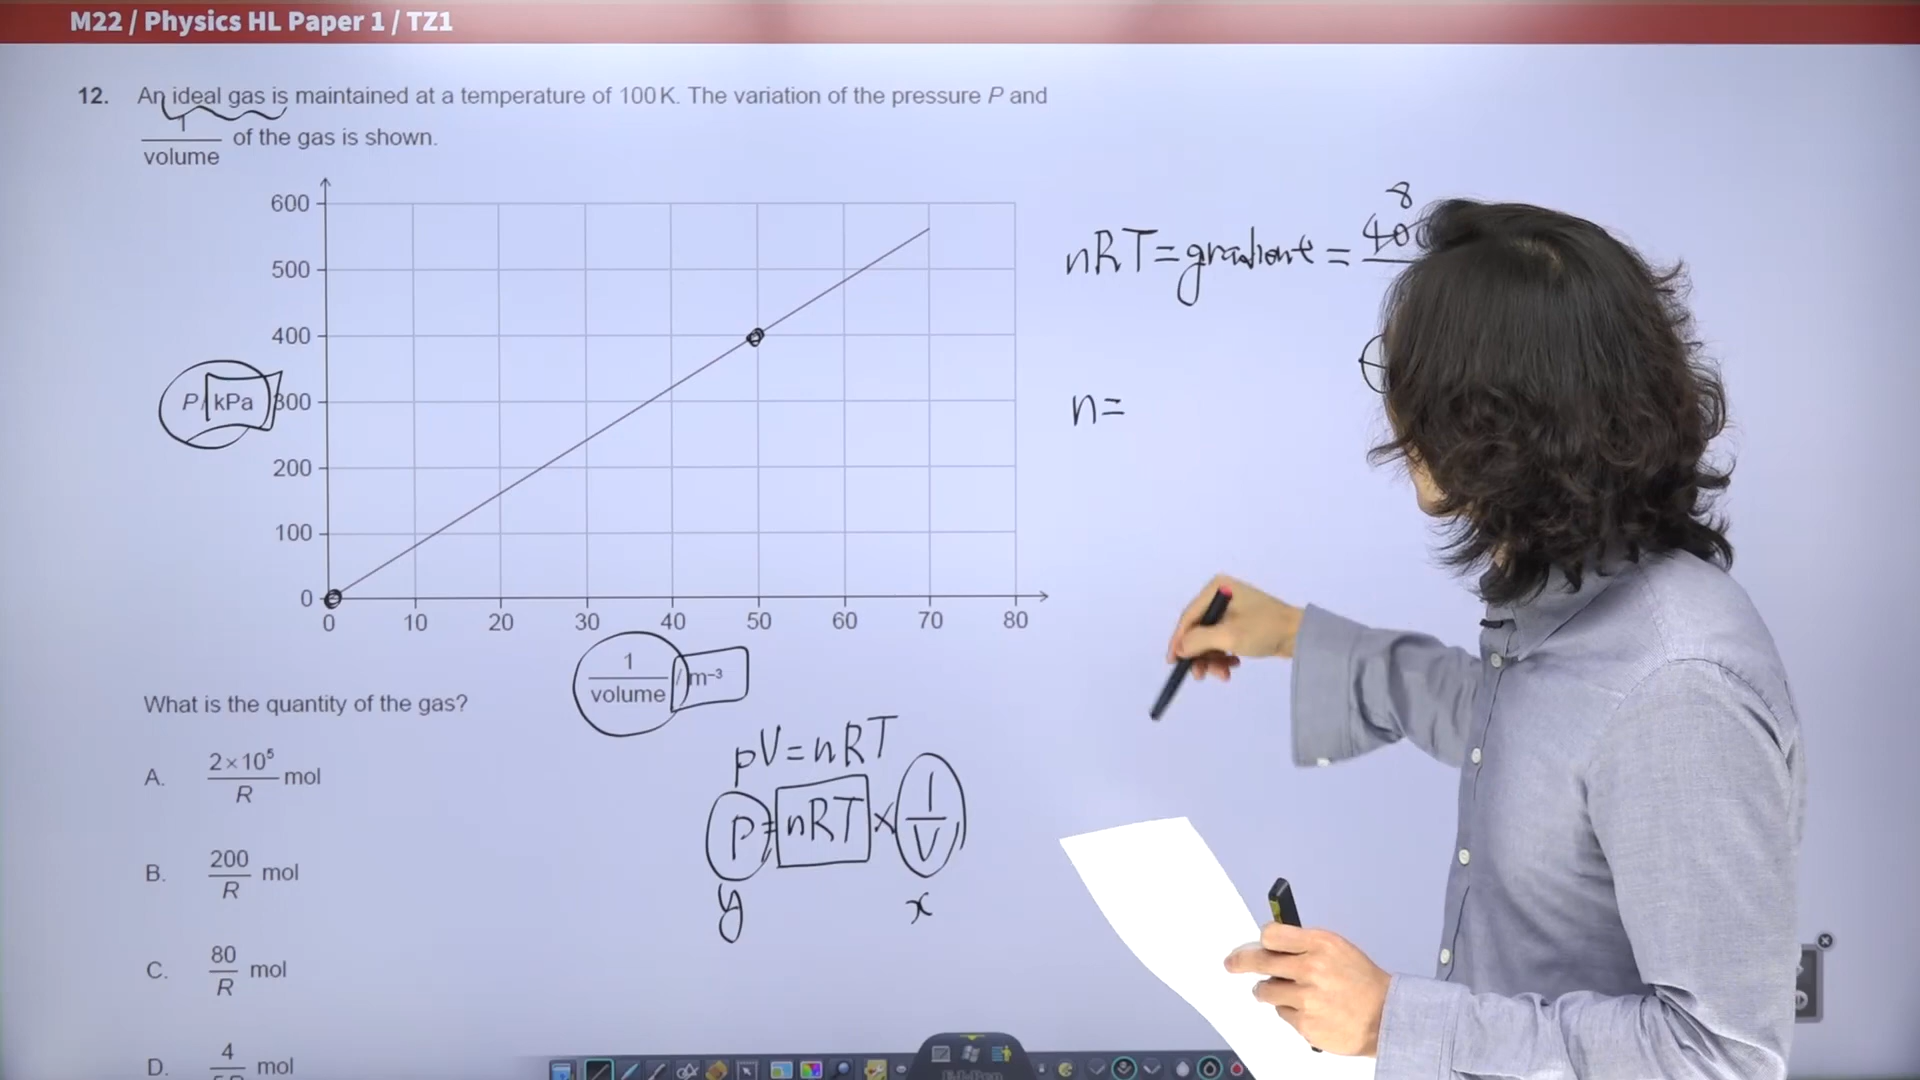 M22 / Physics HL Paper 1 / TZ1
12. An ideal gas is maintained at a temperature of 100 K. The variation of the pressure P and
1
volume
of the gas is shown.
600
500
400
300
200
100
0
P/ kPa
0 10 20 30 40 50 60 70 80
1
volume / m⁻³
nRT = gradient =
8
n =
What is the quantity of the gas?
A. 2×10⁵
R
mol
B. 200
R
mol
C. 80
R
mol
D. 4
mol
pV = nRT
P = nRT × 1
V
y x